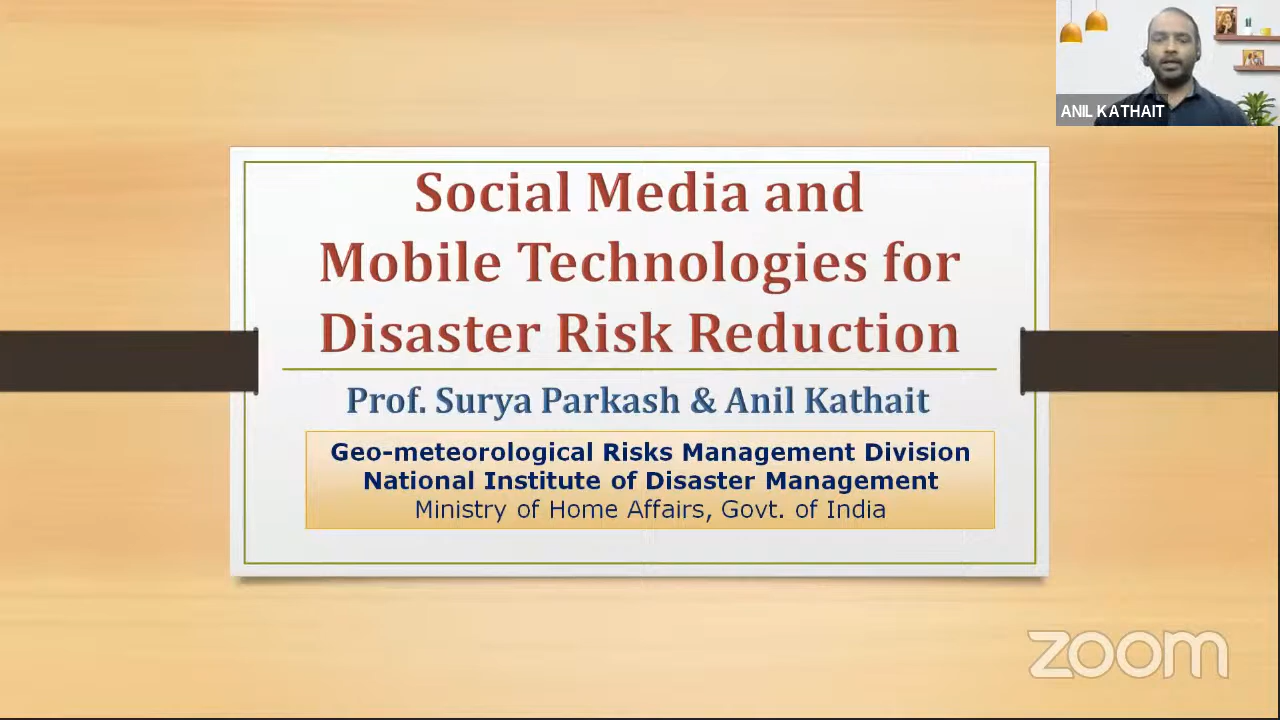 ANIL KATHAIT
Social Media and
Mobile Technologies for
Disaster Risk Reduction
Prof. Surya Parkash & Anil Kathait
Geo-meteorological Risks Management Division
National Institute of Disaster Management
Ministry of Home Affairs, Govt. of India
zoom